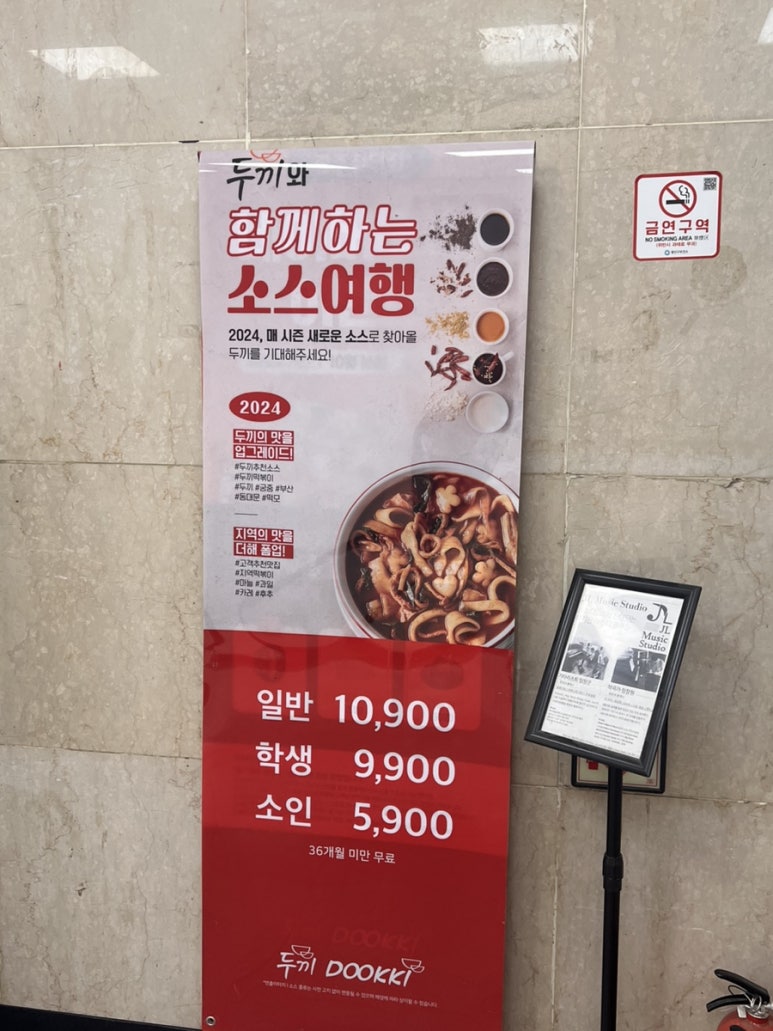 두끼와
함께하는
소스여행
2024, 매 시즌 새로운 소스로 찾아올
두끼를 기대해주세요!
2024
두끼의 맛을
업그레이드!
#두끼추천소스
#두끼떡볶이
#두끼 #궁중 #부산
#동대문 #떡모
지역의 맛을
더해 폼업!
#고객추천맛집
#지역떡볶이
#마늘 #과일
#카레 #후추
일반 10,900
학생 9,900
소인 5,900
36개월 미만 무료
두끼 DOOKKI
금연구역
NO SMOKING AREA
Music Studio
JL
Music
Studio